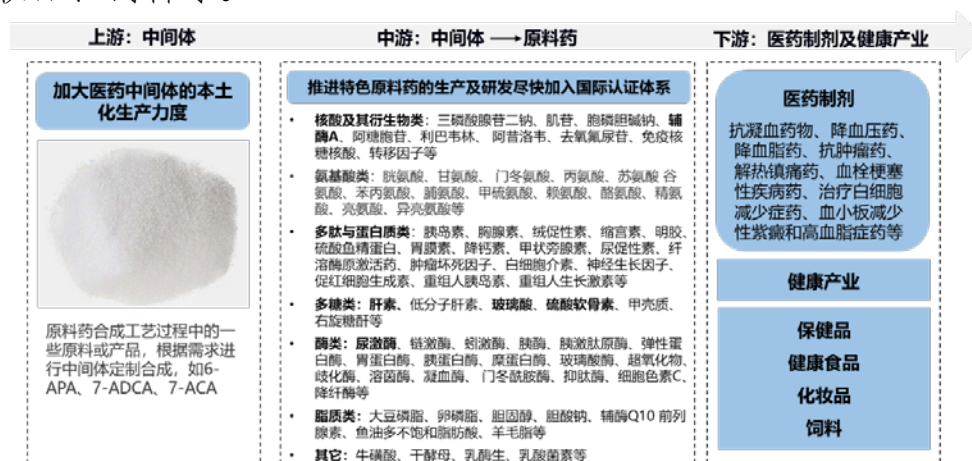 上游：中间体
中游：中间体 → 原料药
下游：医药制剂及健康产业
加大医药中间体的本土
化生产力度
原料药合成工艺过程中的一
些原料或产品，根据需求进
行中间体定制合成，如6-
APA、7-ADCA、7-ACA
推进特色原料药的生产及研发尽快加入国际认证体系
• 核酸及其衍生物类：三磷酸腺苷二钠、肌苷、胞磷胆碱钠、辅
酶A、阿糖胞苷、利巴韦林、阿昔洛韦、去氧氟尿苷、免疫核
糖核酸、转移因子等
• 氨基酸类：胱氨酸、甘氨酸、门冬氨酸、丙氨酸、苏氨酸 谷
氨酸、苯丙氨酸、脯氨酸、甲硫氨酸、赖氨酸、酪氨酸、精氨
酸、亮氨酸、异亮氨酸等
• 多肽与蛋白质类：胰岛素、胸腺素、绒促性素、缩宫素、明胶、
硫酸鱼精蛋白、胃膜素、降钙素、甲状旁腺素、尿促性素、纤
溶酶原激活药、肿瘤坏死因子、白细胞介素、神经生长因子、
促红细胞生成素、重组人胰岛素、重组人生长激素等
• 多糖类：肝素、低分子肝素、玻璃酸、硫酸软骨素、甲壳质、
右旋糖酐等
• 酶类：尿激酶、链激酶、蚓激酶、胰酶、胰激肽原酶、弹性蛋
白酶、胃蛋白酶、胰蛋白酶、糜蛋白酶、玻璃酸酶、超氧化物、
歧化酶、溶菌酶、凝血酶、门冬酰胺酶、抑肽酶、细胞色素C、
降纤酶等
• 脂质类：大豆磷脂、卵磷脂、胆固醇、胆酸钠、辅酶Q10 前列
腺素、鱼油多不饱和脂肪酸、羊毛脂等
• 其它：牛磺酸、干酵母、乳酶生、乳酸菌素等
医药制剂
抗凝血药物、降血压药、
降血脂药、抗肿瘤药、
解热镇痛药、血栓梗塞
性疾病药、治疗白细胞
减少症药、血小板减少
性紫癜和高血脂症药等
健康产业
保健品
健康食品
化妆品
饲料